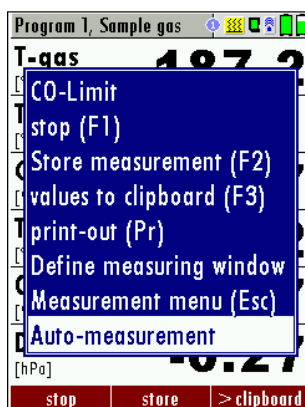 Program 1, Sample gas
T-gas
CO-Limit
stop (F1)
Store measurement (F2)
values to clipboard (F3)
print-out (Pr)
Define measuring window
Measurement menu (Esc)
Auto-measurement
[hPa]
stop store > clipboard